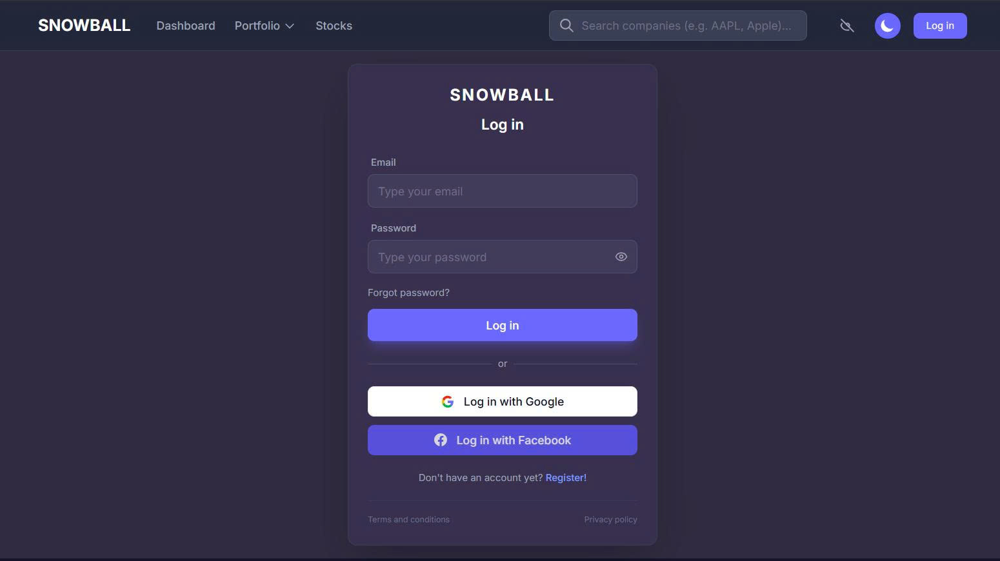 SNOWBALL Dashboard Portfolio Stocks Search companies (e.g. AAPL, Apple)... Log in
SNOWBALL
Log in
Email
Type your email
Password
Type your password
Forgot password?
Log in
or
Log in with Google
Log in with Facebook
Don't have an account yet? Register!
Terms and conditions Privacy policy